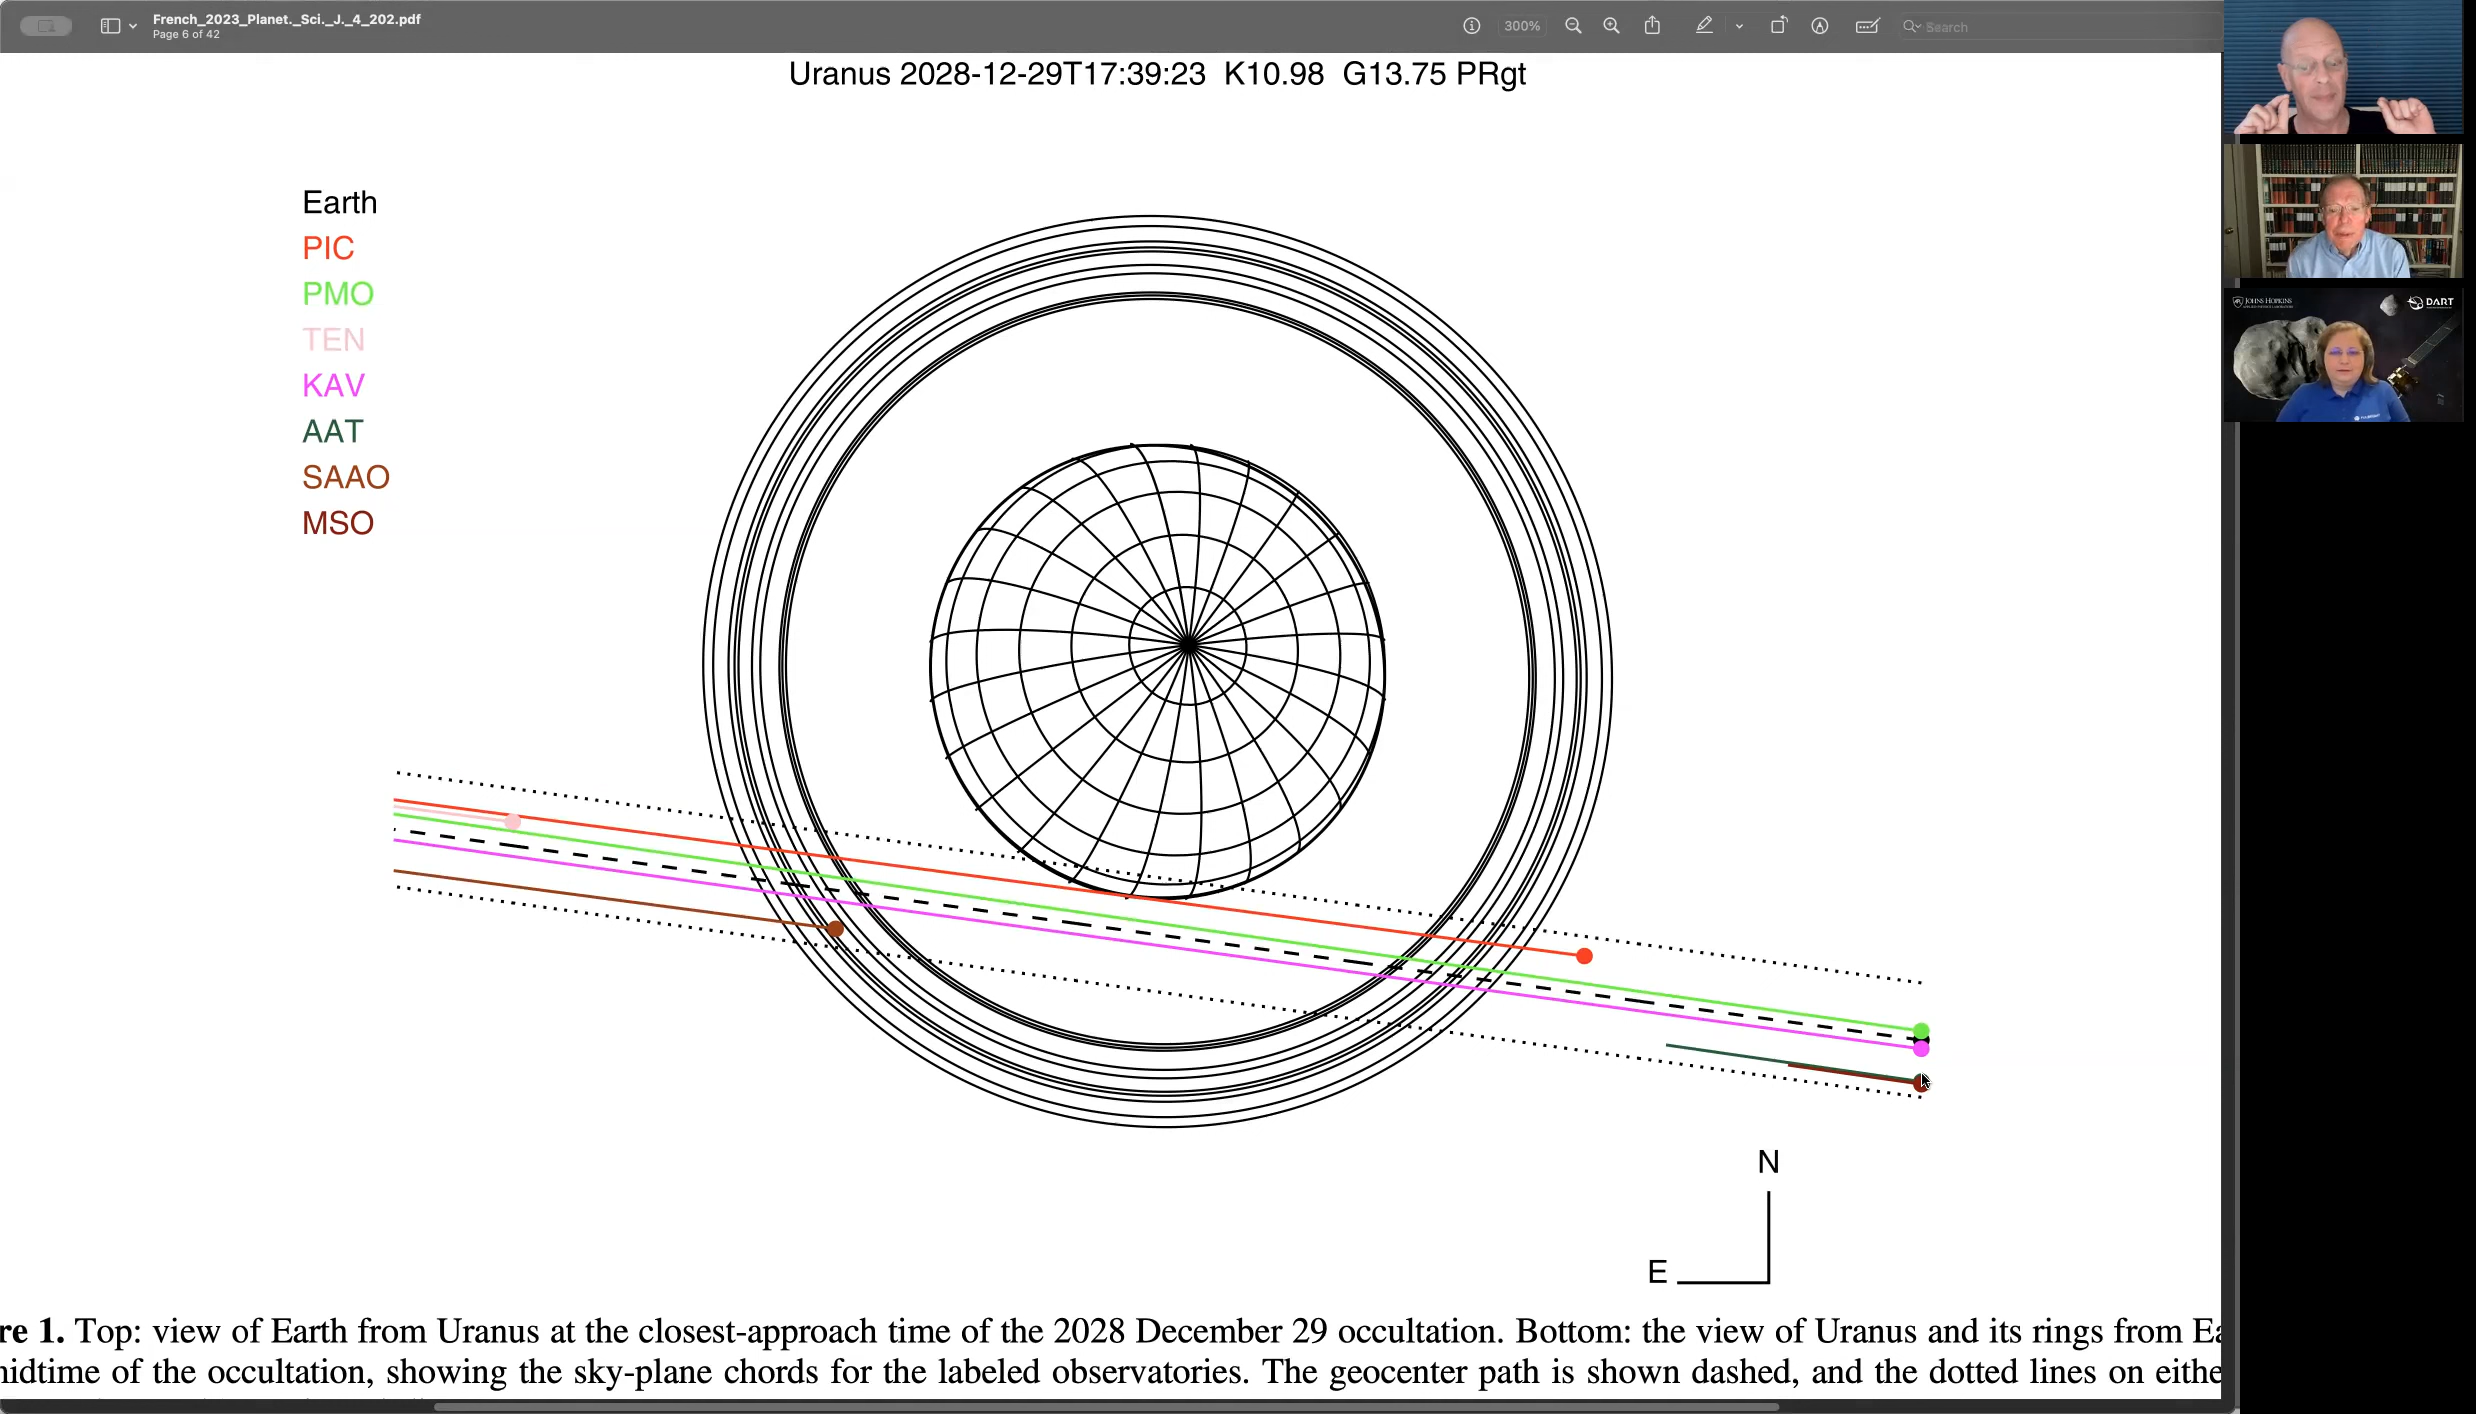 French_2023_Planet._Sci._J._4_202.pdf
Page 6 of 42
300%
Search
Uranus 2028-12-29T17:39:23 K10.98 G13.75 PRgt
Earth
PIC
PMO
TEN
KAV
AAT
SAAO
MSO
N
E
re 1. Top: view of Earth from Uranus at the closest-approach time of the 2028 December 29 occultation. Bottom: the view of Uranus and its rings from Ea
nidtime of the occultation, showing the sky-plane chords for the labeled observatories. The geocenter path is shown dashed, and the dotted lines on eithe
JOHNS HOPKINS
DART